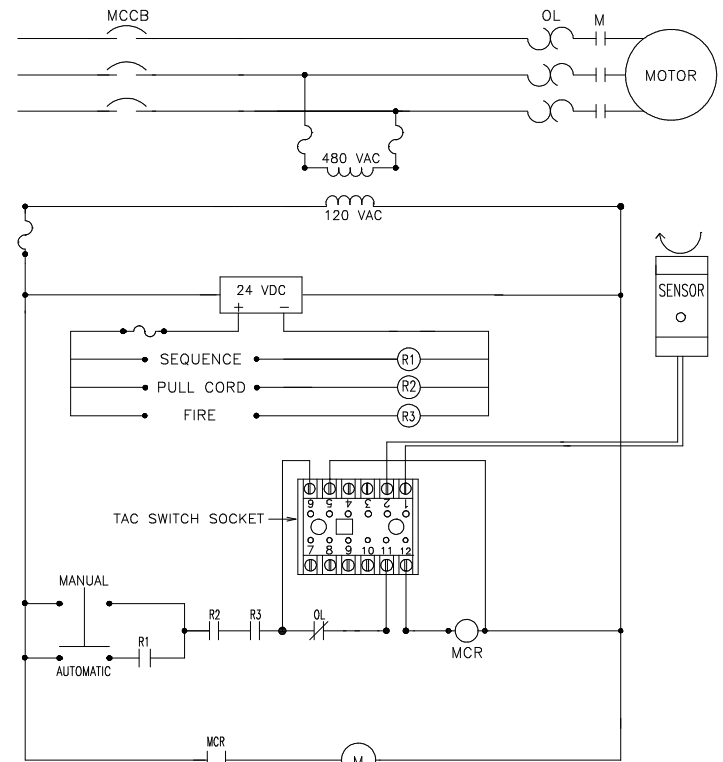 MCCB
OL
M
MOTOR
480 VAC
120 VAC
24 VDC
+ −
SENSOR
SEQUENCE
R1
PULL CORD
R2
FIRE
R3
6 5 4 3 2 1
TAC SWITCH SOCKET
7 8 9 10 11 12
MANUAL
R1
AUTOMATIC
R2
R3
OL
MCR
MCR
M